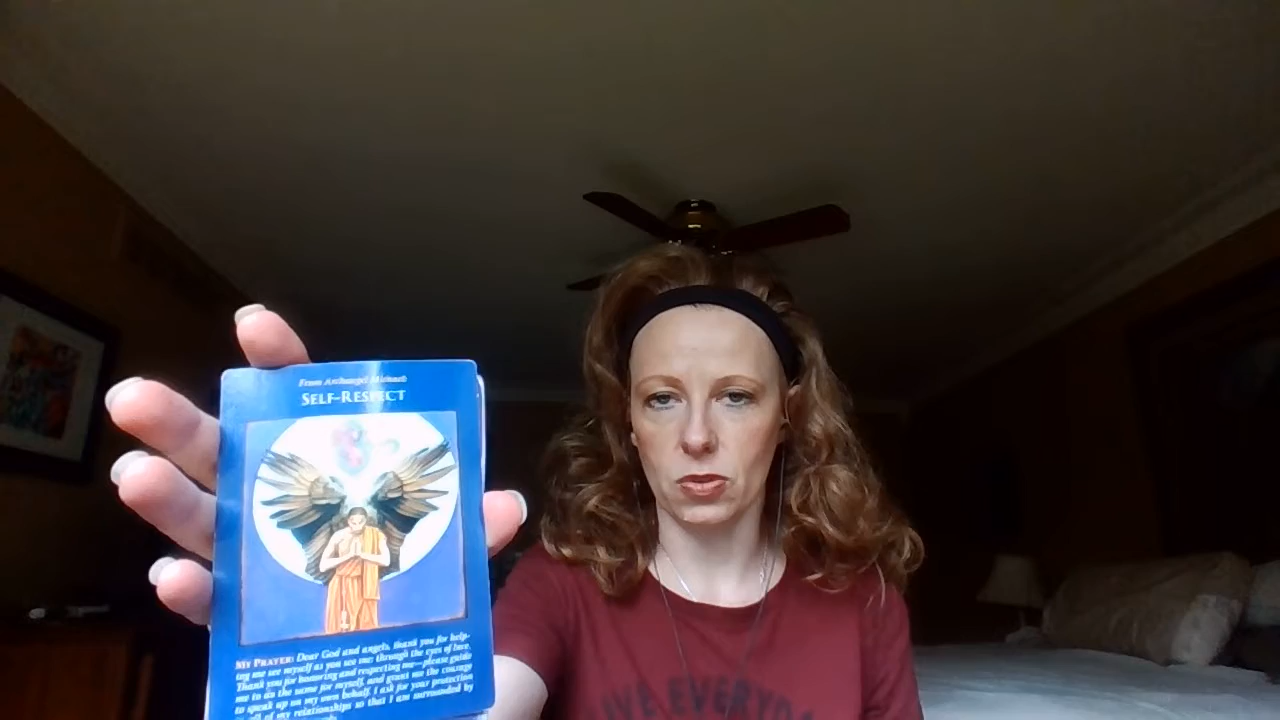 From Archangel Michael:
SELF-RESPECT
MY PRAYER: Dear God and angels, thank you for help-
ing me see myself as you see me: through the eyes of love.
Thank you for honoring and respecting me—please guide
me to do the same for myself, and grant me the courage
to speak up on my own behalf. I ask for your protection
in all of my relationships so that I am surrounded by
LIVE EVERYDAY